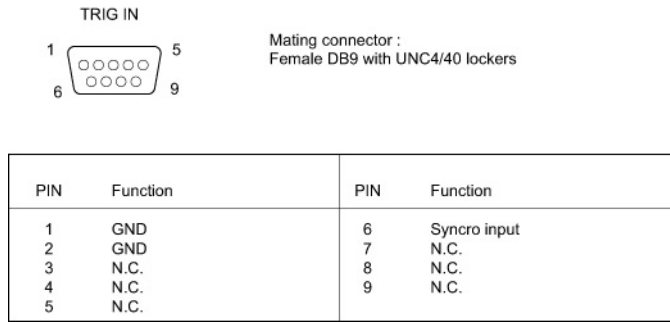 TRIG IN
1 5
6 9
Mating connector :
Female DB9 with UNC4/40 lockers
PIN Function PIN Function
1 GND 6 Syncro input
2 GND 7 N.C.
3 N.C. 8 N.C.
4 N.C. 9 N.C.
5 N.C.